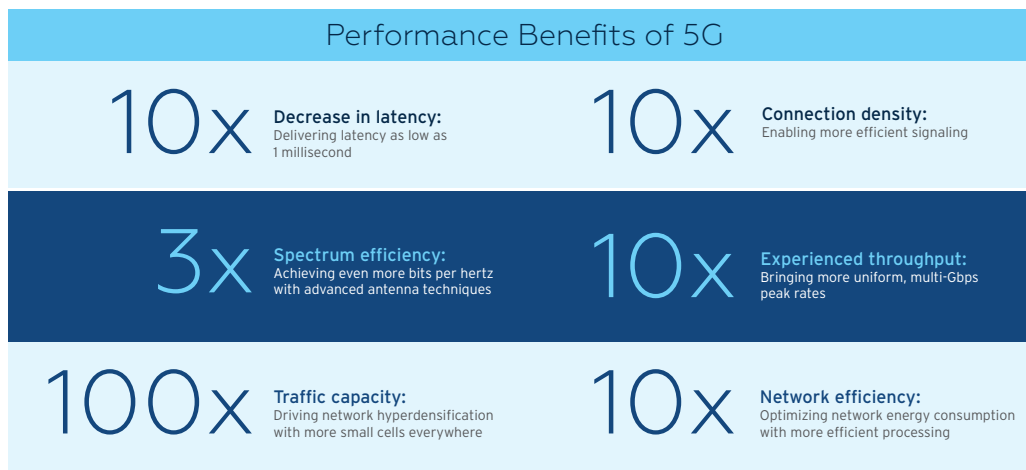 Performance Benefits of 5G
10x
Decrease in latency:
Delivering latency as low as
1 millisecond
10x
Connection density:
Enabling more efficient signaling
3x
Spectrum efficiency:
Achieving even more bits per hertz
with advanced antenna techniques
10x
Experienced throughput:
Bringing more uniform, multi-Gbps
peak rates
100x
Traffic capacity:
Driving network hyperdensification
with more small cells everywhere
10x
Network efficiency:
Optimizing network energy consumption
with more efficient processing